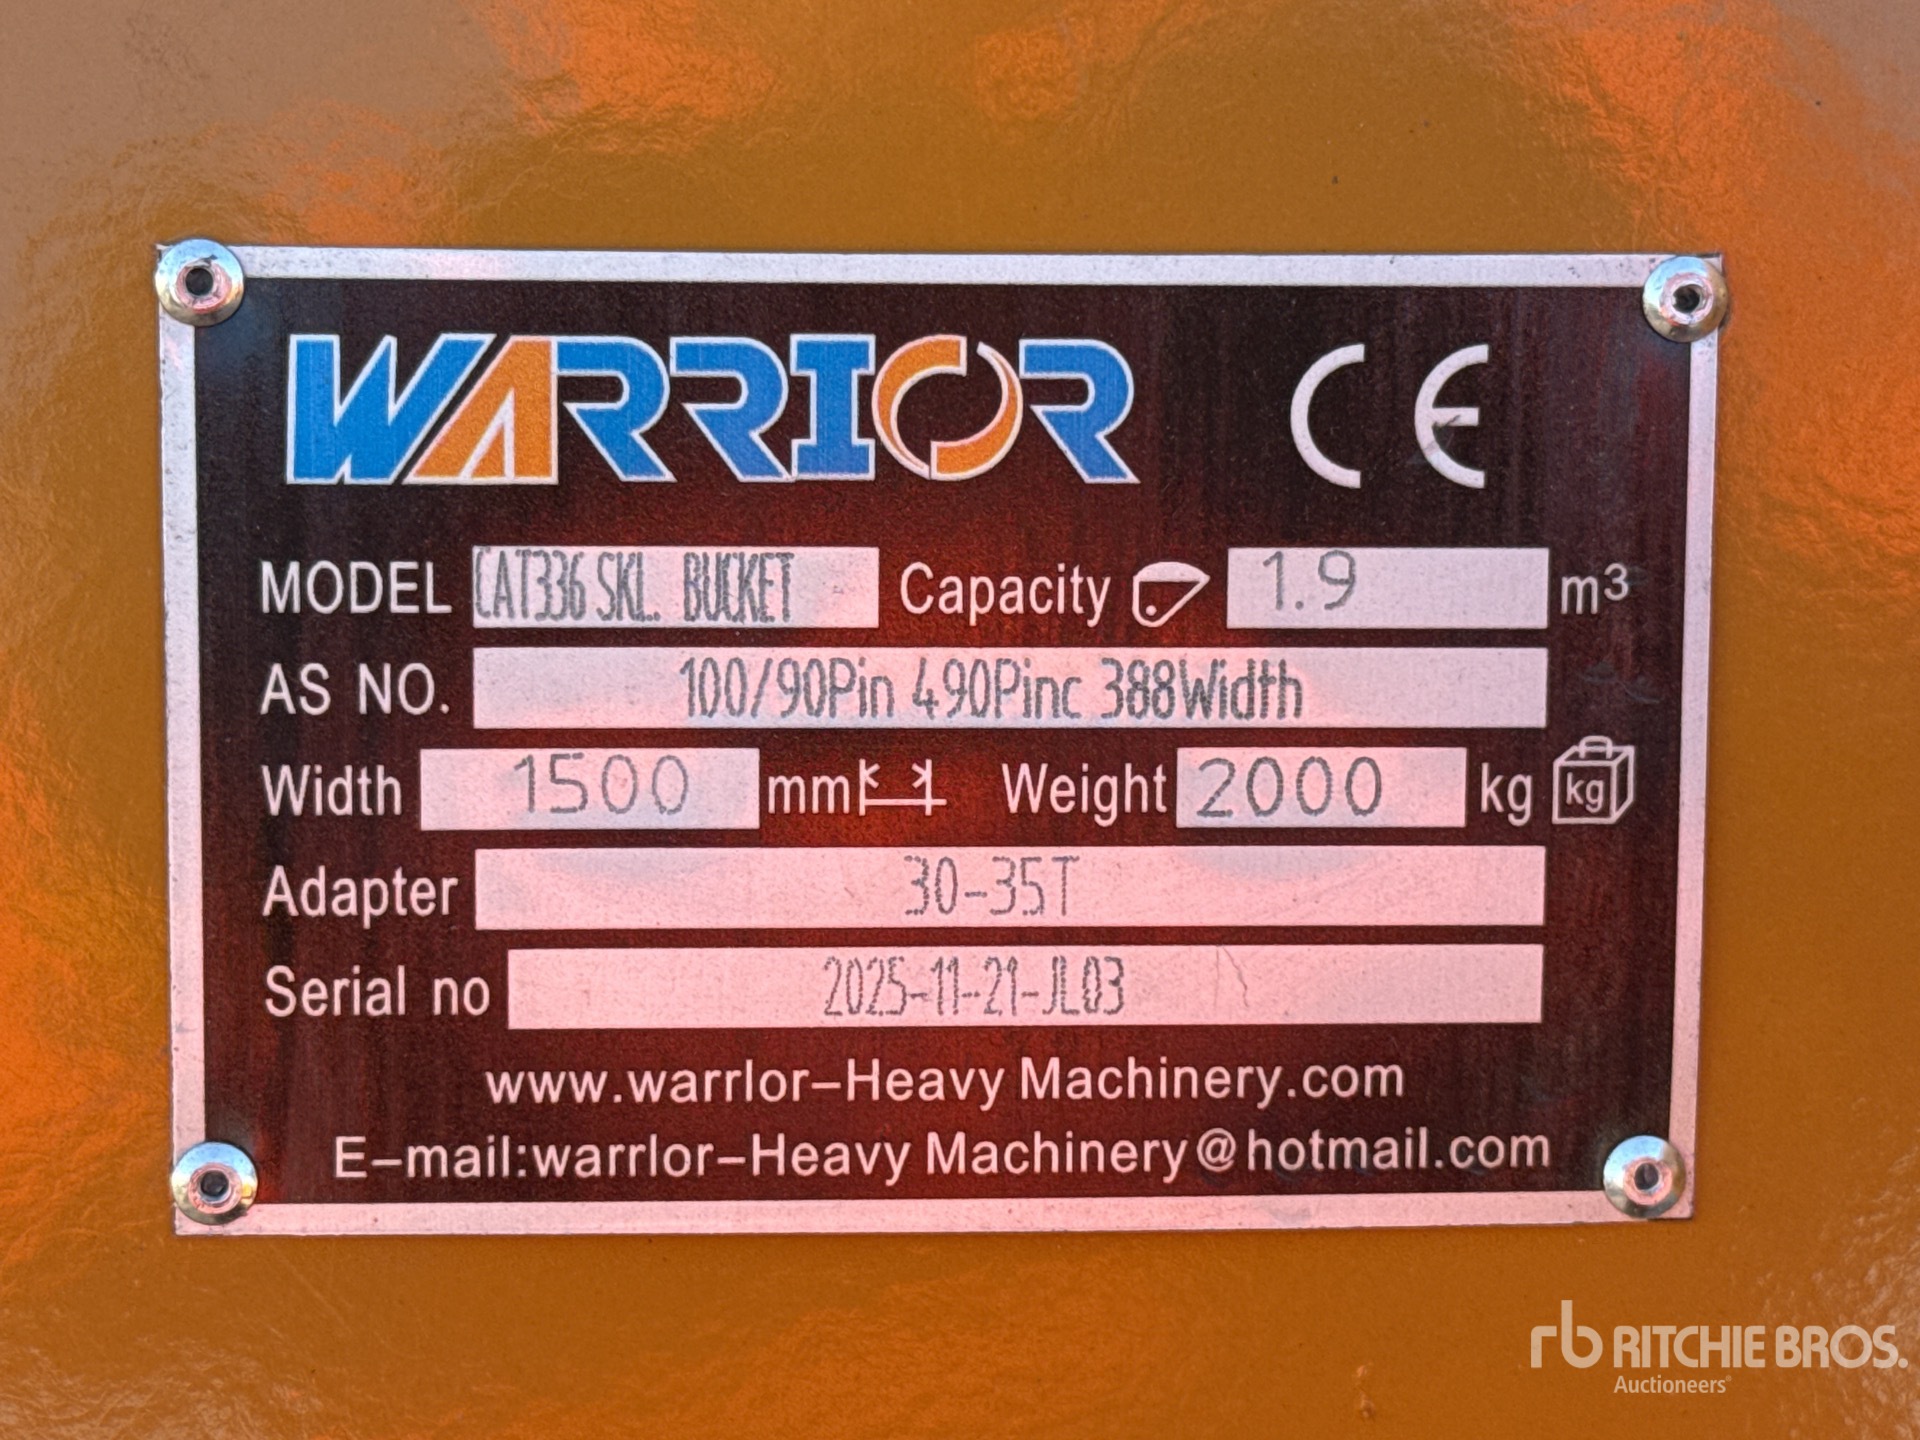 WARRIOR CE
MODEL CAT336 SKL. BUCKET Capacity 1.9 m³
AS NO. 100/90Pin 490Pinc 388Width
Width 1500 mm Weight 2000 kg kg
Adapter 30-35T
Serial no 2025-11-21-JL03
www.warrlor-Heavy Machinery.com
E-mail:warrlor-Heavy Machinery@hotmail.com
rb RITCHIE BROS.
Auctioneers